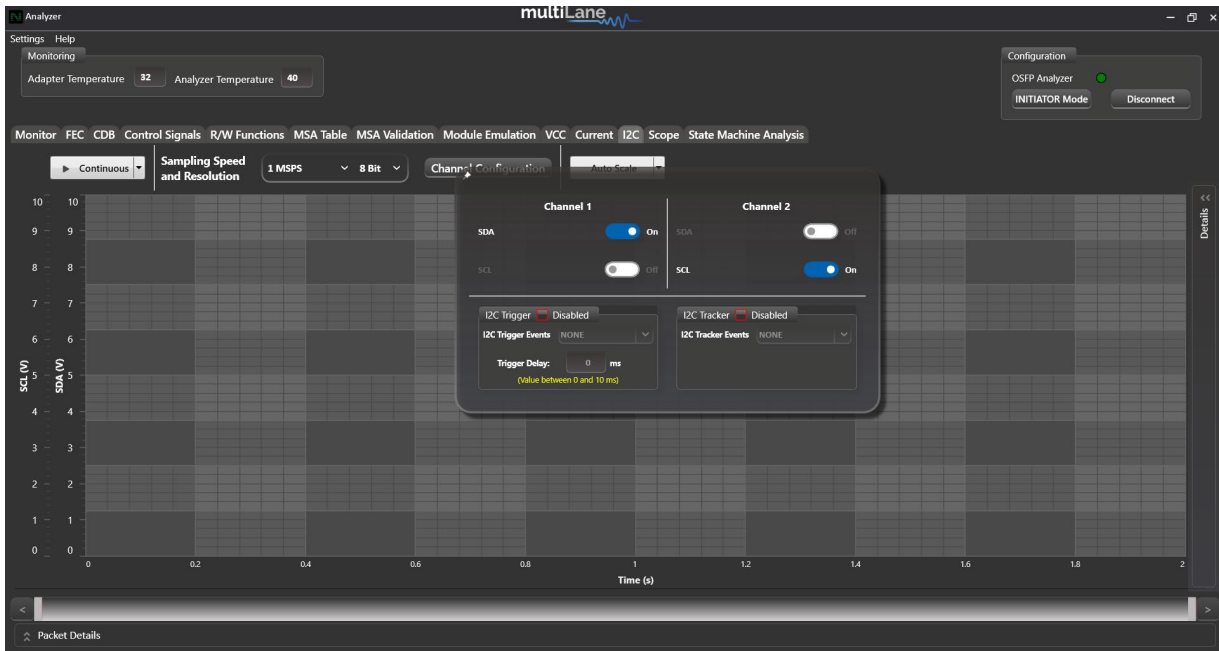 Analyzer
multiLane
Settings Help
Monitoring
Adapter Temperature 32 Analyzer Temperature 40
Configuration
OSFP Analyzer
INITIATOR Mode Disconnect
Monitor FEC CDB Control Signals R/W Functions MSA Table MSA Validation Module Emulation VCC Current I2C Scope State Machine Analysis
Continuous
Sampling Speed
and Resolution
1 MSPS 8 Bit
Channel Configuration
Auto Scale
Channel 1 Channel 2
SDA On SDA Off
SCL Off SCL On
I2C Trigger Disabled I2C Tracker Disabled
I2C Trigger Events NONE I2C Tracker Events NONE
Trigger Delay: 0 ms
(Value between 0 and 10 ms)
<< Details
SCL (V)
SDA (V)
10 10
9 9
8 8
7 7
6 6
5 5
4 4
3 3
2 2
1 1
0 0
0 0.2 0.4 0.6 0.8 1 1.2 1.4 1.6 1.8 2
Time (s)
< >
Packet Details